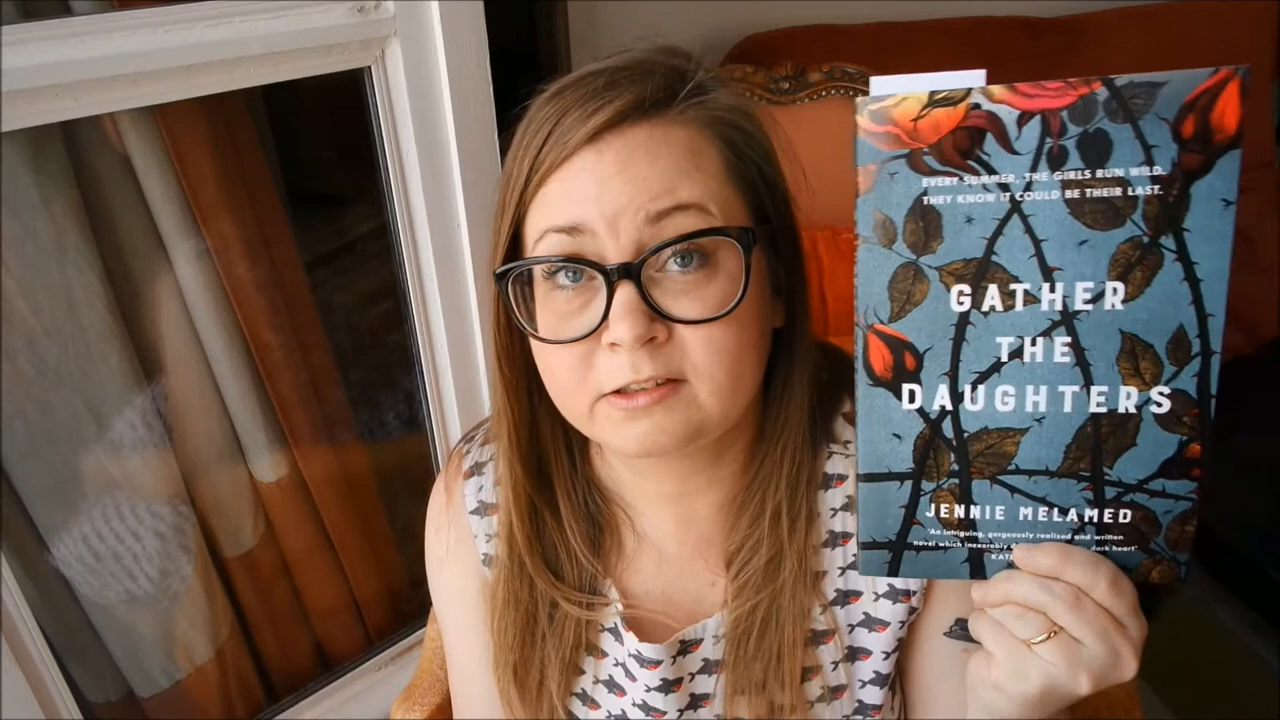 EVERY SUMMER, THE GIRLS RUN WILD.
THEY KNOW IT COULD BE THEIR LAST.
GATHER
THE
DAUGHTERS
JENNIE MELAMED
'An intriguing, gorgeously realised and written
novel which inexorably dark heart'